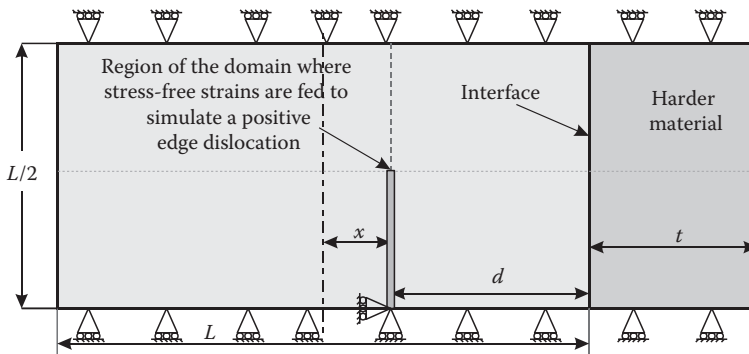 Region of the domain where
stress-free strains are fed to
simulate a positive
edge dislocation
Interface
Harder
material
L/2
x
t
d
L